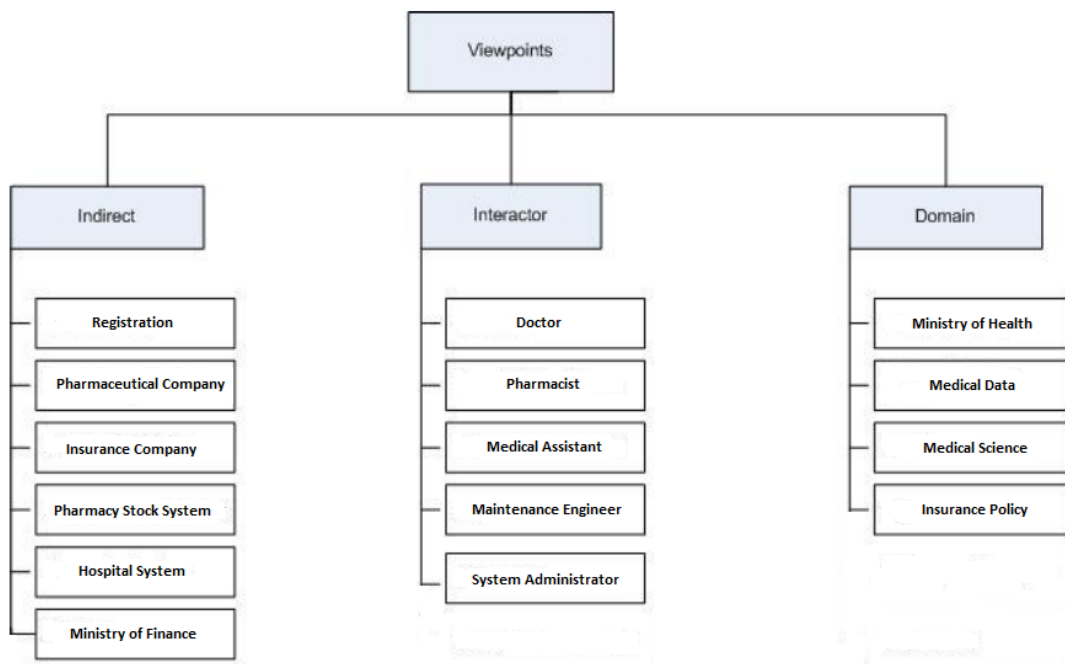 Viewpoints
Indirect
Interactor
Domain
Registration
Pharmaceutical Company
Insurance Company
Pharmacy Stock System
Hospital System
Ministry of Finance
Doctor
Pharmacist
Medical Assistant
Maintenance Engineer
System Administrator
Ministry of Health
Medical Data
Medical Science
Insurance Policy